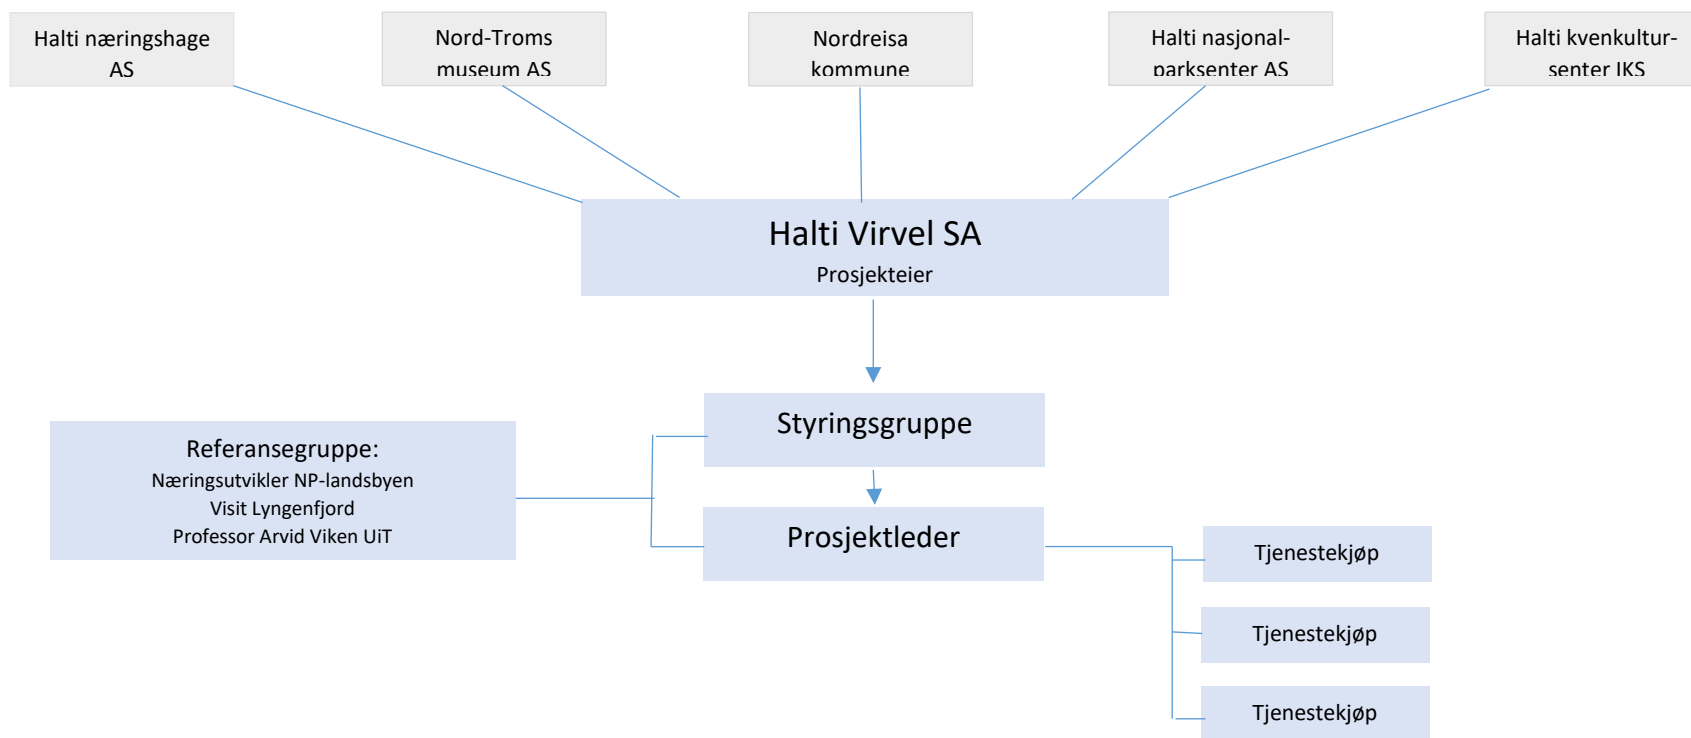 Halti næringshage
AS
Nord-Troms
museum AS
Nordreisa
kommune
Halti nasjonal-
parksenter AS
Halti kvenkultur-
senter IKS
Halti Virvel SA
Prosjekteier
Styringsgruppe
Referansegruppe:
Næringsutvikler NP-landsbyen
Visit Lyngenfjord
Professor Arvid Viken UiT
Prosjektleder
Tjenestekjøp
Tjenestekjøp
Tjenestekjøp